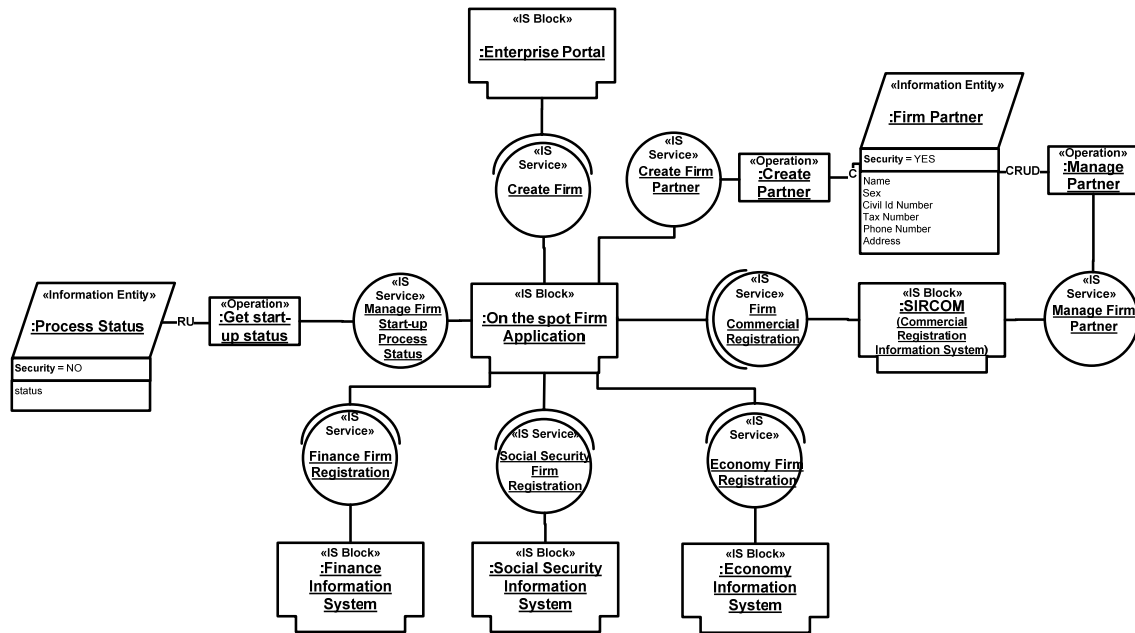 «IS Block»
:Enterprise Portal
«IS
Service»
Create Firm
«IS
Service»
Create Firm
Partner
«Operation»
:Create
Partner
C
«Information Entity»
:Firm Partner
Security = YES
Name
Sex
Civil Id Number
Tax Number
Phone Number
Address
CRUD
«Operation»
:Manage
Partner
«Information Entity»
:Process Status
Security = NO
status
RU
«Operation»
:Get start-
up status
«IS
Service»
Manage Firm
Start-up
Process
Status
«IS Block»
:On the spot Firm
Application
«IS
Service»
Firm
Commercial
Registration
«IS Block»
:SIRCOM
(Commercial
Registration
Information System)
«IS
Service»
Manage Firm
Partner
«IS
Service»
Finance Firm
Registration
«IS Service»
Social Security
Firm
Registration
«IS
Service»
Economy Firm
Registration
«IS Block»
:Finance
Information
System
«IS Block»
:Social Security
Information
System
«IS Block»
:Economy
Information
System